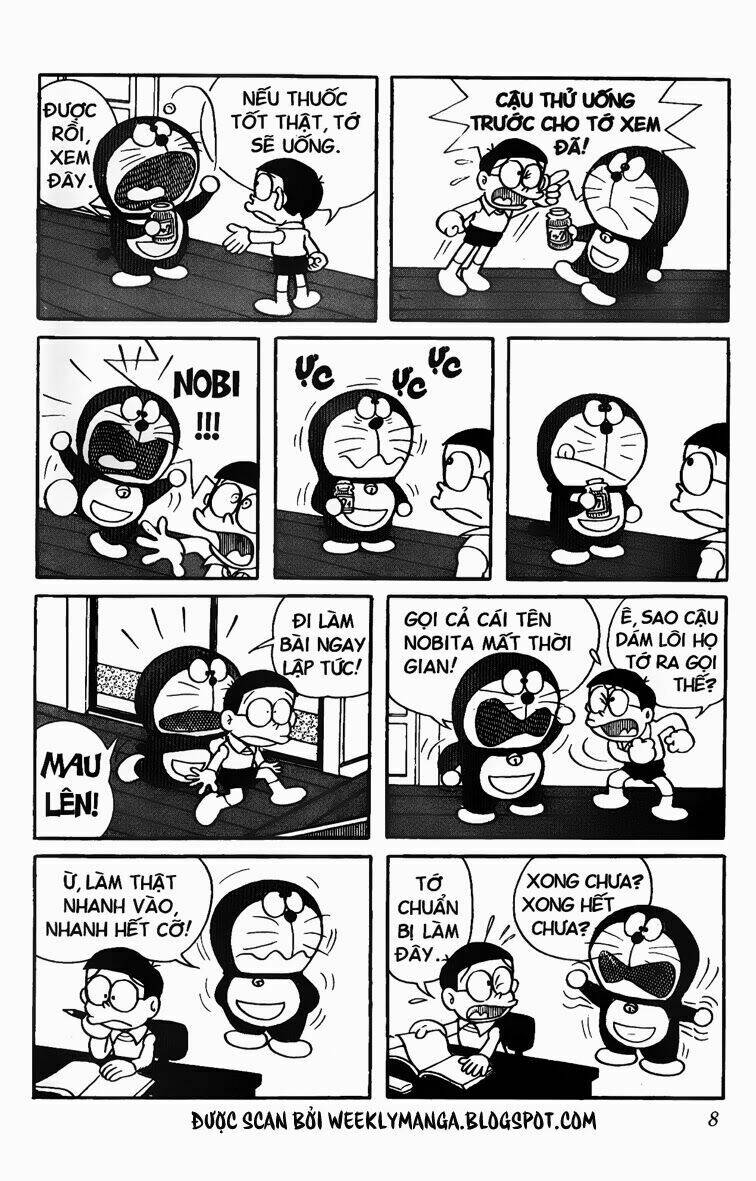 CẬU THỬ UỐNG
TRƯỚC CHO TỚ XEM
ĐÃ!
NẾU THUỐC
TỐT THẬT, TỚ
SẼ UỐNG.
ĐƯỢC
RỒI,
XEM
ĐÂY.
ỰC
ỰC
ỰC
NOBI
!!!
Ê, SAO CẬU
DÁM LÔI HỌ
TỚ RA GỌI
THẾ?
GỌI CẢ CÁI TÊN
NOBITA MẤT THỜI
GIAN!
ĐI LÀM
BÀI NGAY
LẬP TỨC!
MAU
LÊN!
XONG CHƯA?
XONG HẾT
CHƯA?
TỚ
CHUẨN
BỊ LÀM
ĐÂY...
Ừ, LÀM THẬT
NHANH VÀO,
NHANH HẾT CỠ!
ĐƯỢC SCAN BỞI WEEKLYMANGA.BLOGSPOT.COM
8